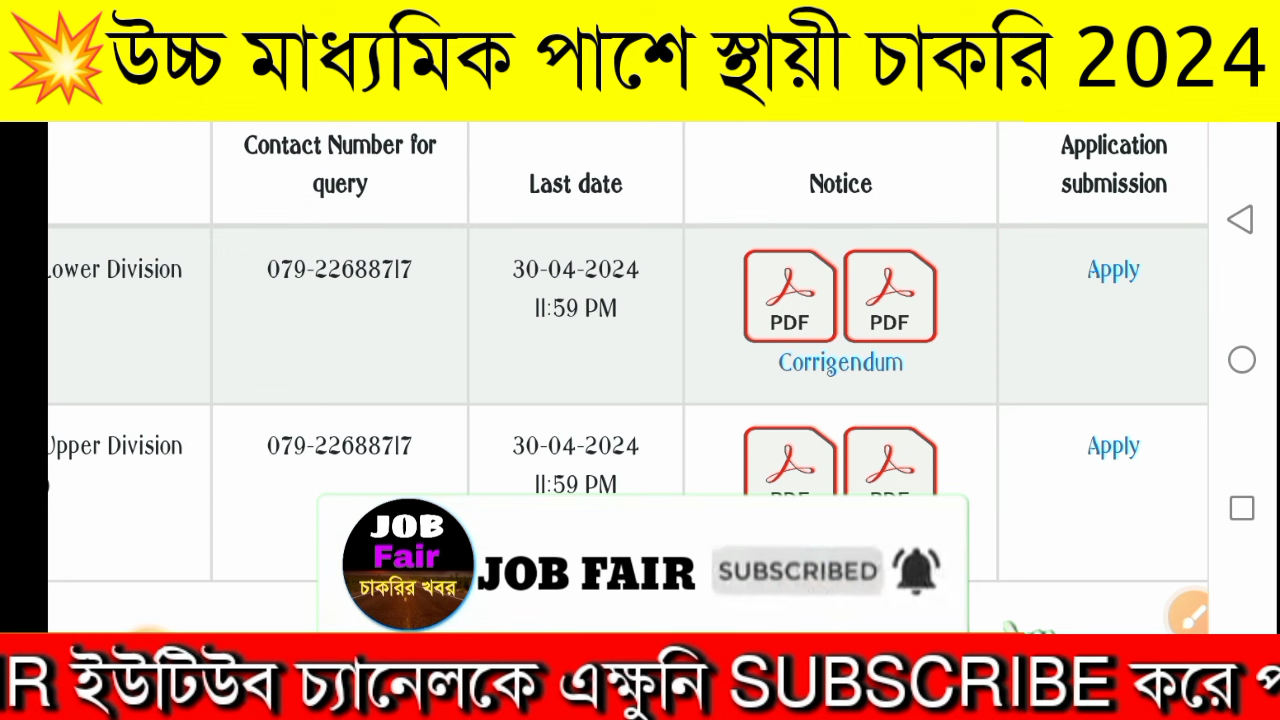 উচ্চ মাধ্যমিক পাশে স্থায়ী চাকরি 2024
Contact Number for query
Last date
Notice
Application submission
Lower Division
079-22688717
30-04-2024
11:59 PM
PDF
PDF
Corrigendum
Apply
Upper Division
079-22688717
30-04-2024
11:59 PM
Apply
JOB
Fair
চাকরির খবর
JOB FAIR
SUBSCRIBED
R ইউটিউব চ্যানেলকে এক্ষুনি SUBSCRIBE করে